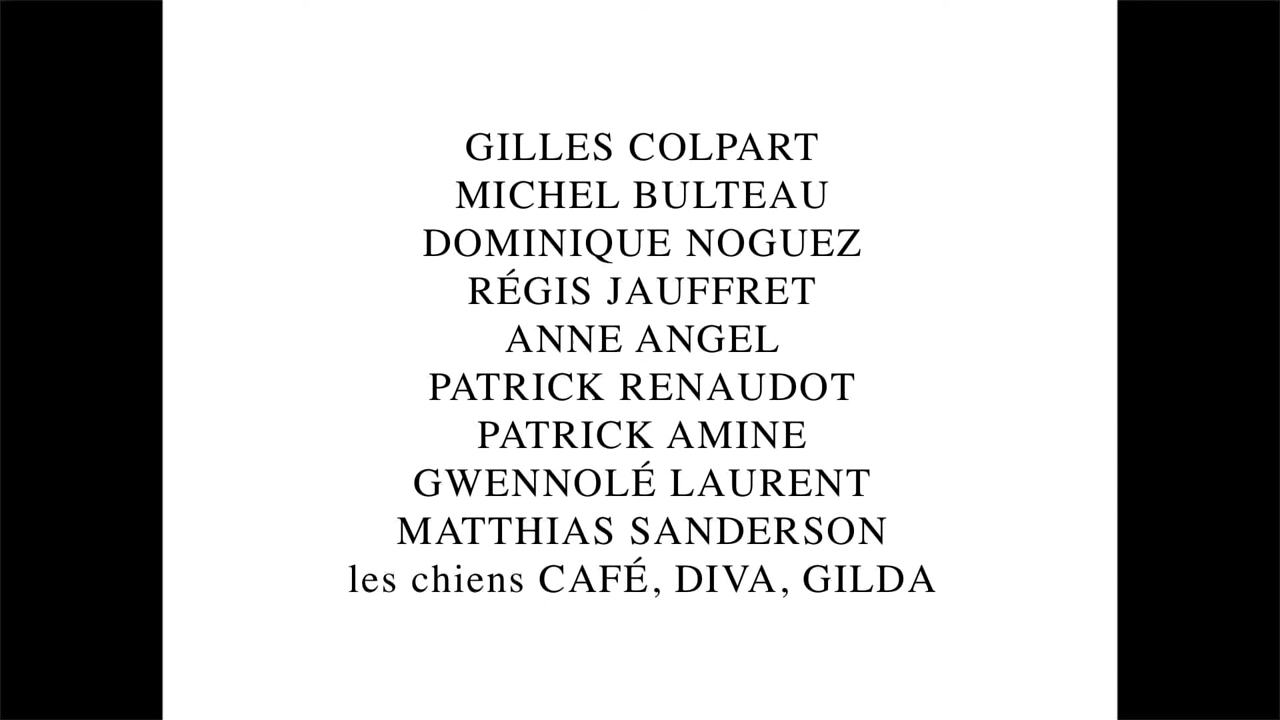 GILLES COLPART
MICHEL BULTEAU
DOMINIQUE NOGUEZ
RÉGIS JAUFFRET
ANNE ANGEL
PATRICK RENAUDOT
PATRICK AMINE
GWENNOLÉ LAURENT
MATTHIAS SANDERSON
les chiens CAFÉ, DIVA, GILDA